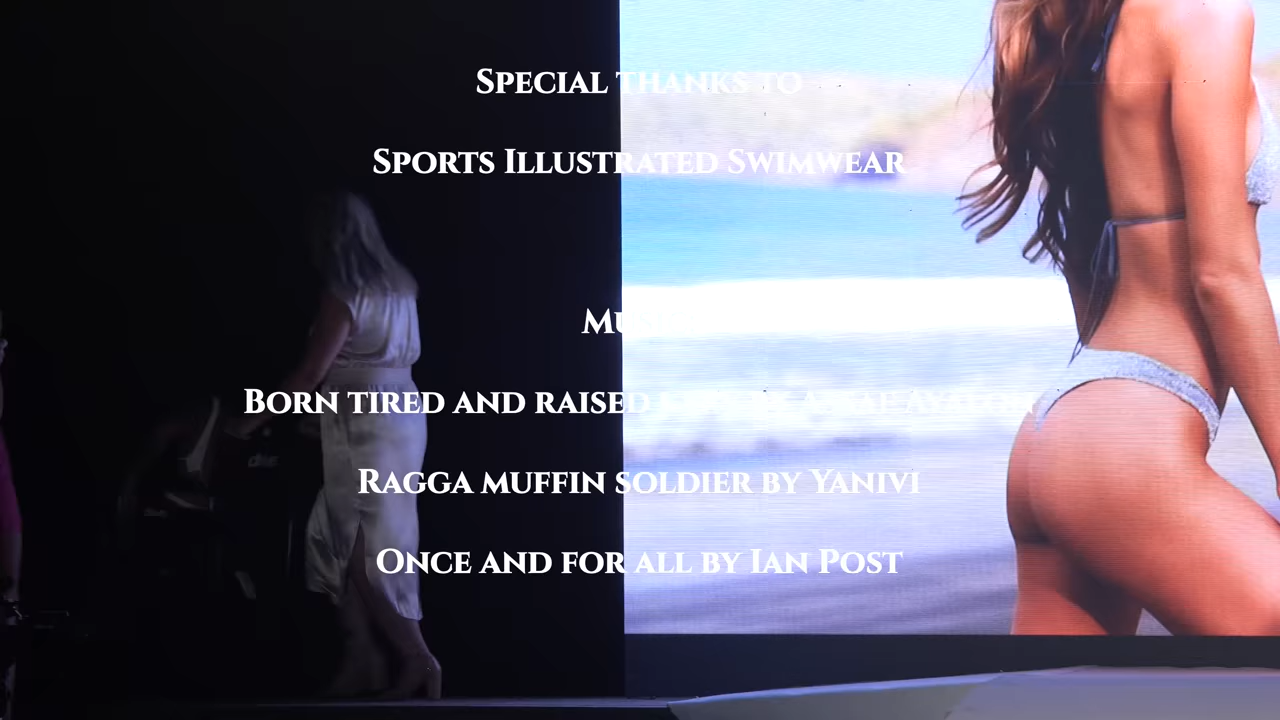 Special thanks to
Sports Illustrated Swimwear
Music
Born tired and raised
Ragga muffin soldier by Yanivi
Once and for all by Ian Post